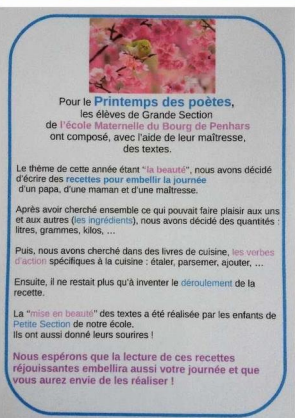 Pour le Printemps des poètes,
les élèves de Grande Section
de l'école Maternelle du Bourg de Penhars
ont composé, avec l'aide de leur maîtresse,
des textes.
Le thème de cette année étant "la beauté", nous avons décidé
d'écrire des recettes pour embellir la journée
d'un papa, d'une maman et d'une maîtresse.
Après avoir cherché ensemble ce qui pouvait faire plaisir aux uns
et aux autres (les ingrédients), nous avons décidé des quantités :
litres, grammes, kilos, ...
Puis, nous avons cherché dans des livres de cuisine, les verbes
d'action spécifiques à la cuisine : étaler, parsemer, ajouter, ...
Ensuite, il ne restait plus qu'à inventer le déroulement de la
recette.
La "mise en beauté" des textes a été réalisée par les enfants de
Petite Section de notre école.
Ils ont aussi donné leurs sourires !
Nous espérons que la lecture de ces recettes
réjouissantes embellira aussi votre journée et que
vous aurez envie de les réaliser !